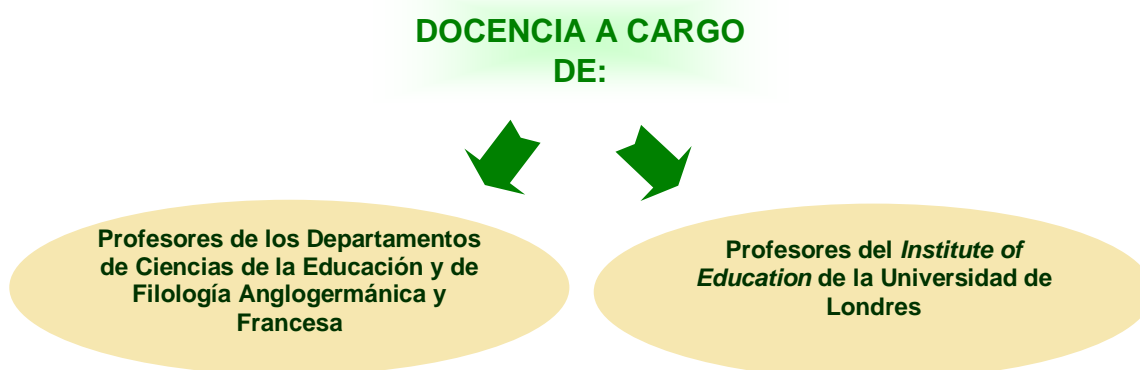 DOCENCIA A CARGO
DE:
Profesores de los Departamentos
de Ciencias de la Educación y de
Filología Anglogermánica y
Francesa
Profesores del Institute of
Education de la Universidad de
Londres